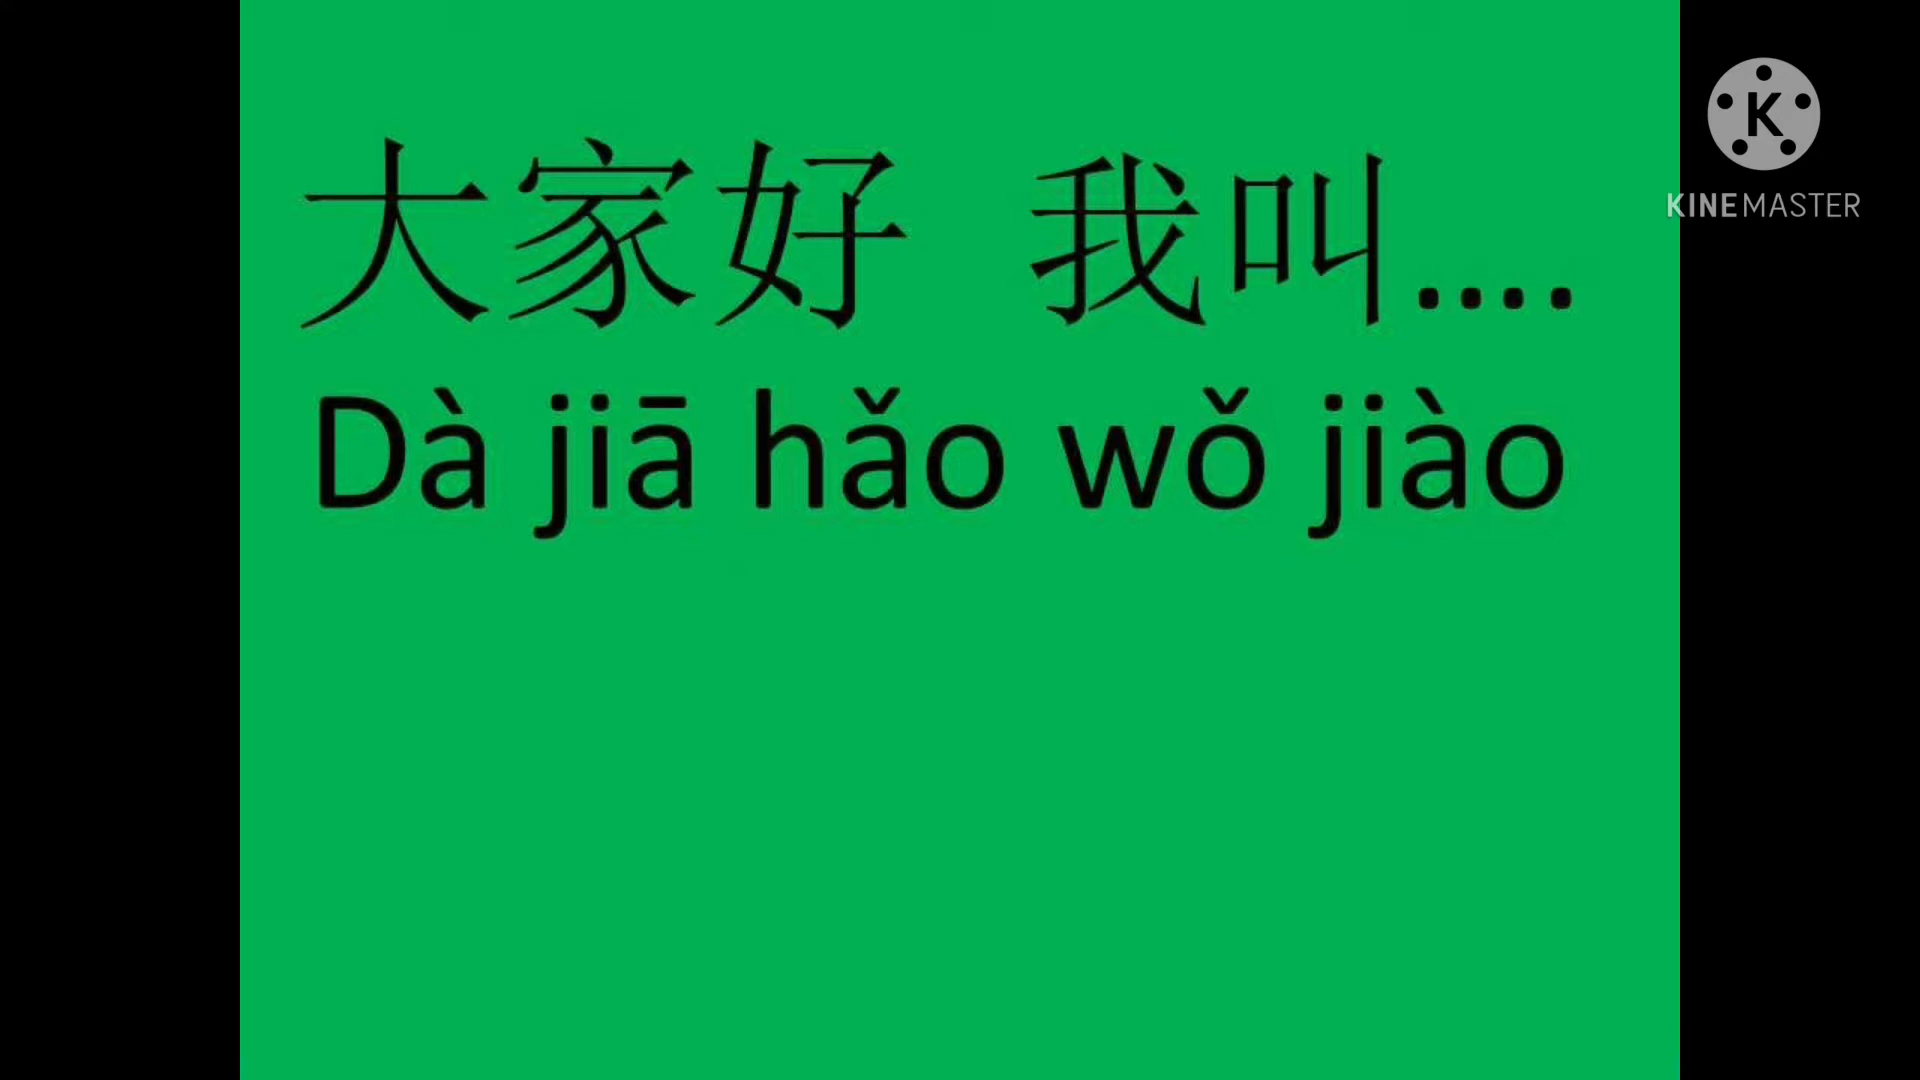 大家好 我叫....
Dà jiā hǎo wǒ jiào
K
KINEMASTER